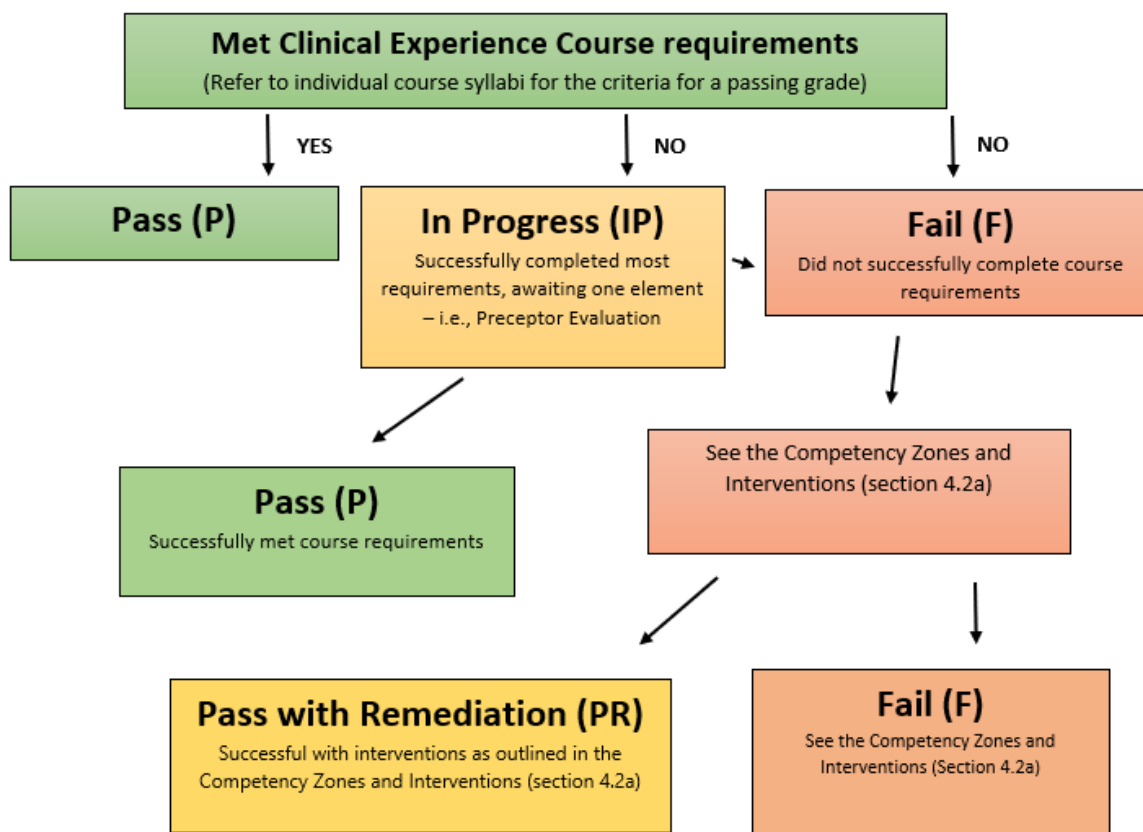 Met Clinical Experience Course requirements
(Refer to individual course syllabi for the criteria for a passing grade)
YES
NO
NO
Pass (P)
In Progress (IP)
Successfully completed most
requirements, awaiting one element
– i.e., Preceptor Evaluation
Fail (F)
Did not successfully complete course
requirements
See the Competency Zones and
Interventions (section 4.2a)
Pass (P)
Successfully met course requirements
Pass with Remediation (PR)
Successful with interventions as outlined in the
Competency Zones and Interventions (section 4.2a)
Fail (F)
See the Competency Zones and
Interventions (Section 4.2a)